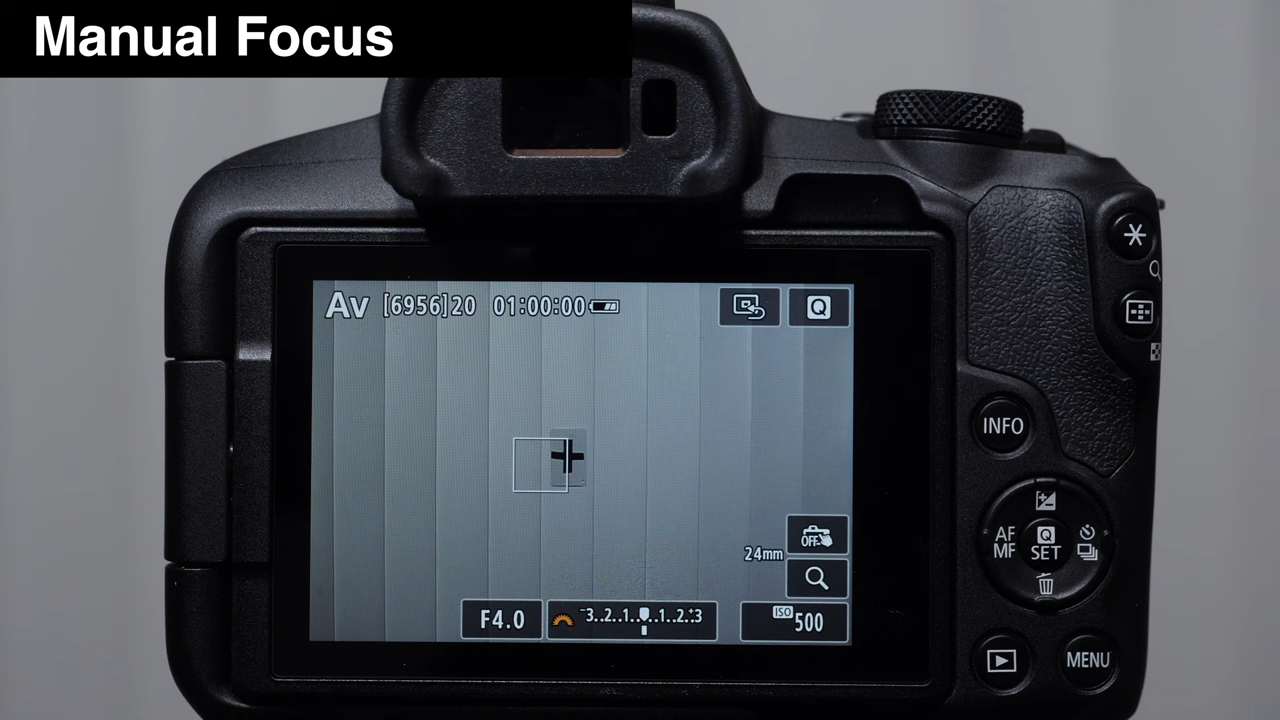 Manual Focus
Av [6956]20 01:00:00
Q
INFO
OFF
24mm
AF
MF
Q
SET
F4.0
-3..2..1..0..1..2..+3
ISO 500
MENU